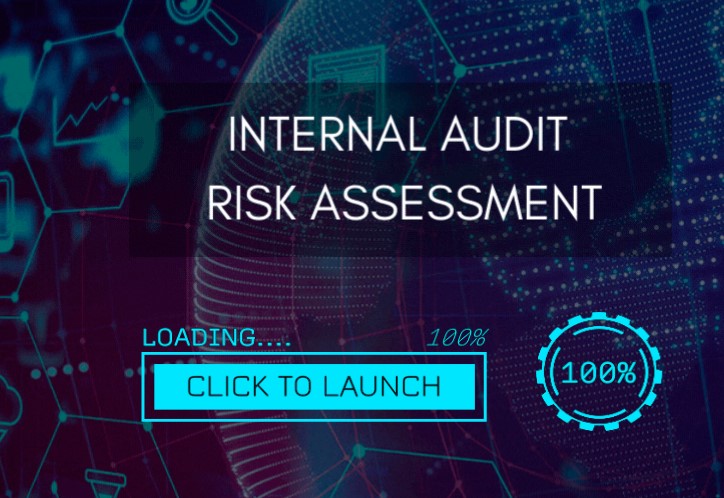 INTERNAL AUDIT
RISK ASSESSMENT
LOADING.... 100%
CLICK TO LAUNCH
100%